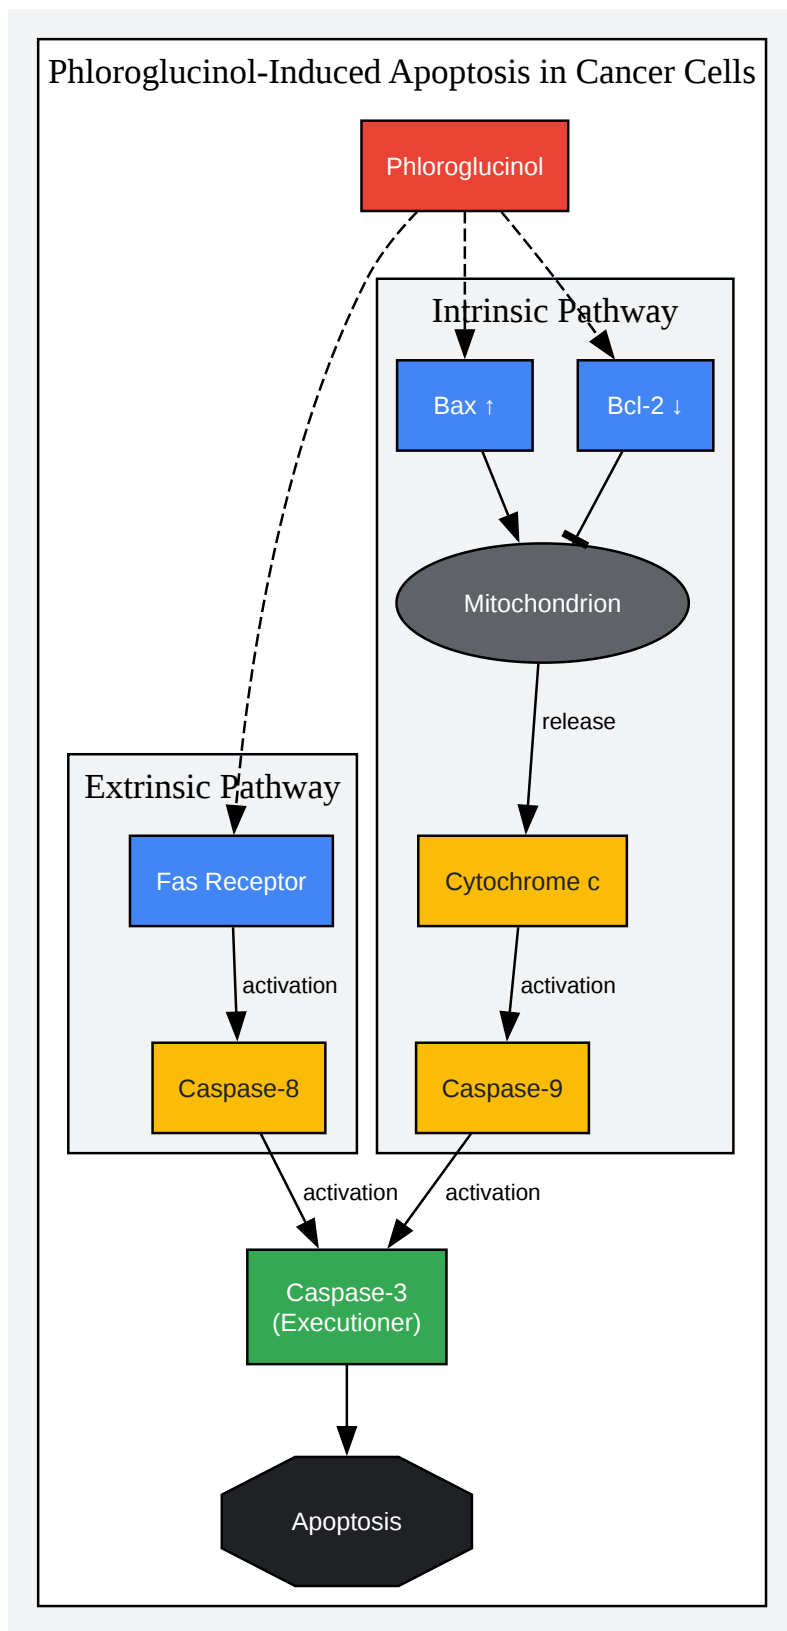 Phloroglucinol-Induced Apoptosis in Cancer Cells
Phloroglucinol
Intrinsic Pathway
Bax ↑
Bcl-2 ↓
Mitochondrion
release
Extrinsic Pathway
Fas Receptor
Cytochrome c
activation
activation
Caspase-8
Caspase-9
activation
activation
Caspase-3
(Executioner)
Apoptosis